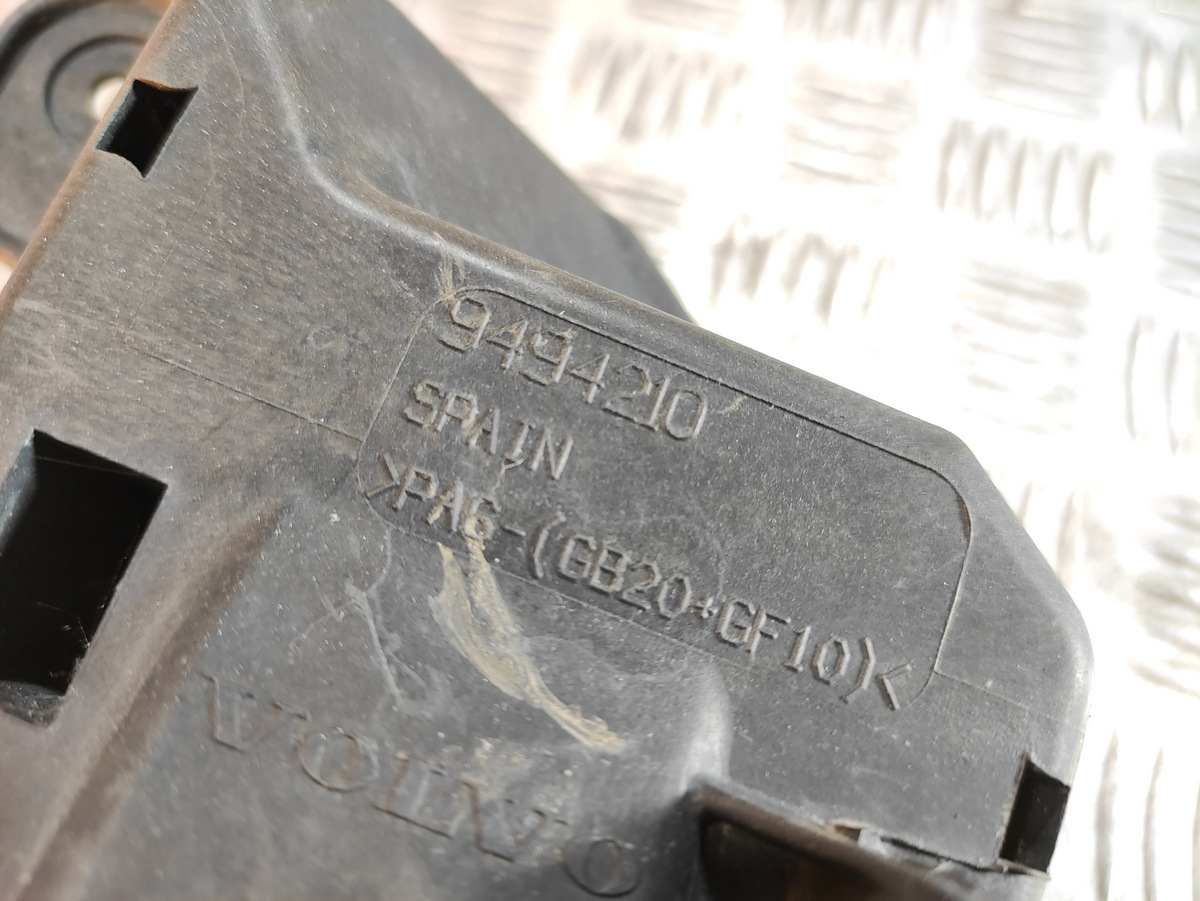 9494210
SPAIN
>PA6-(GB20+GF10)<
VOLVO